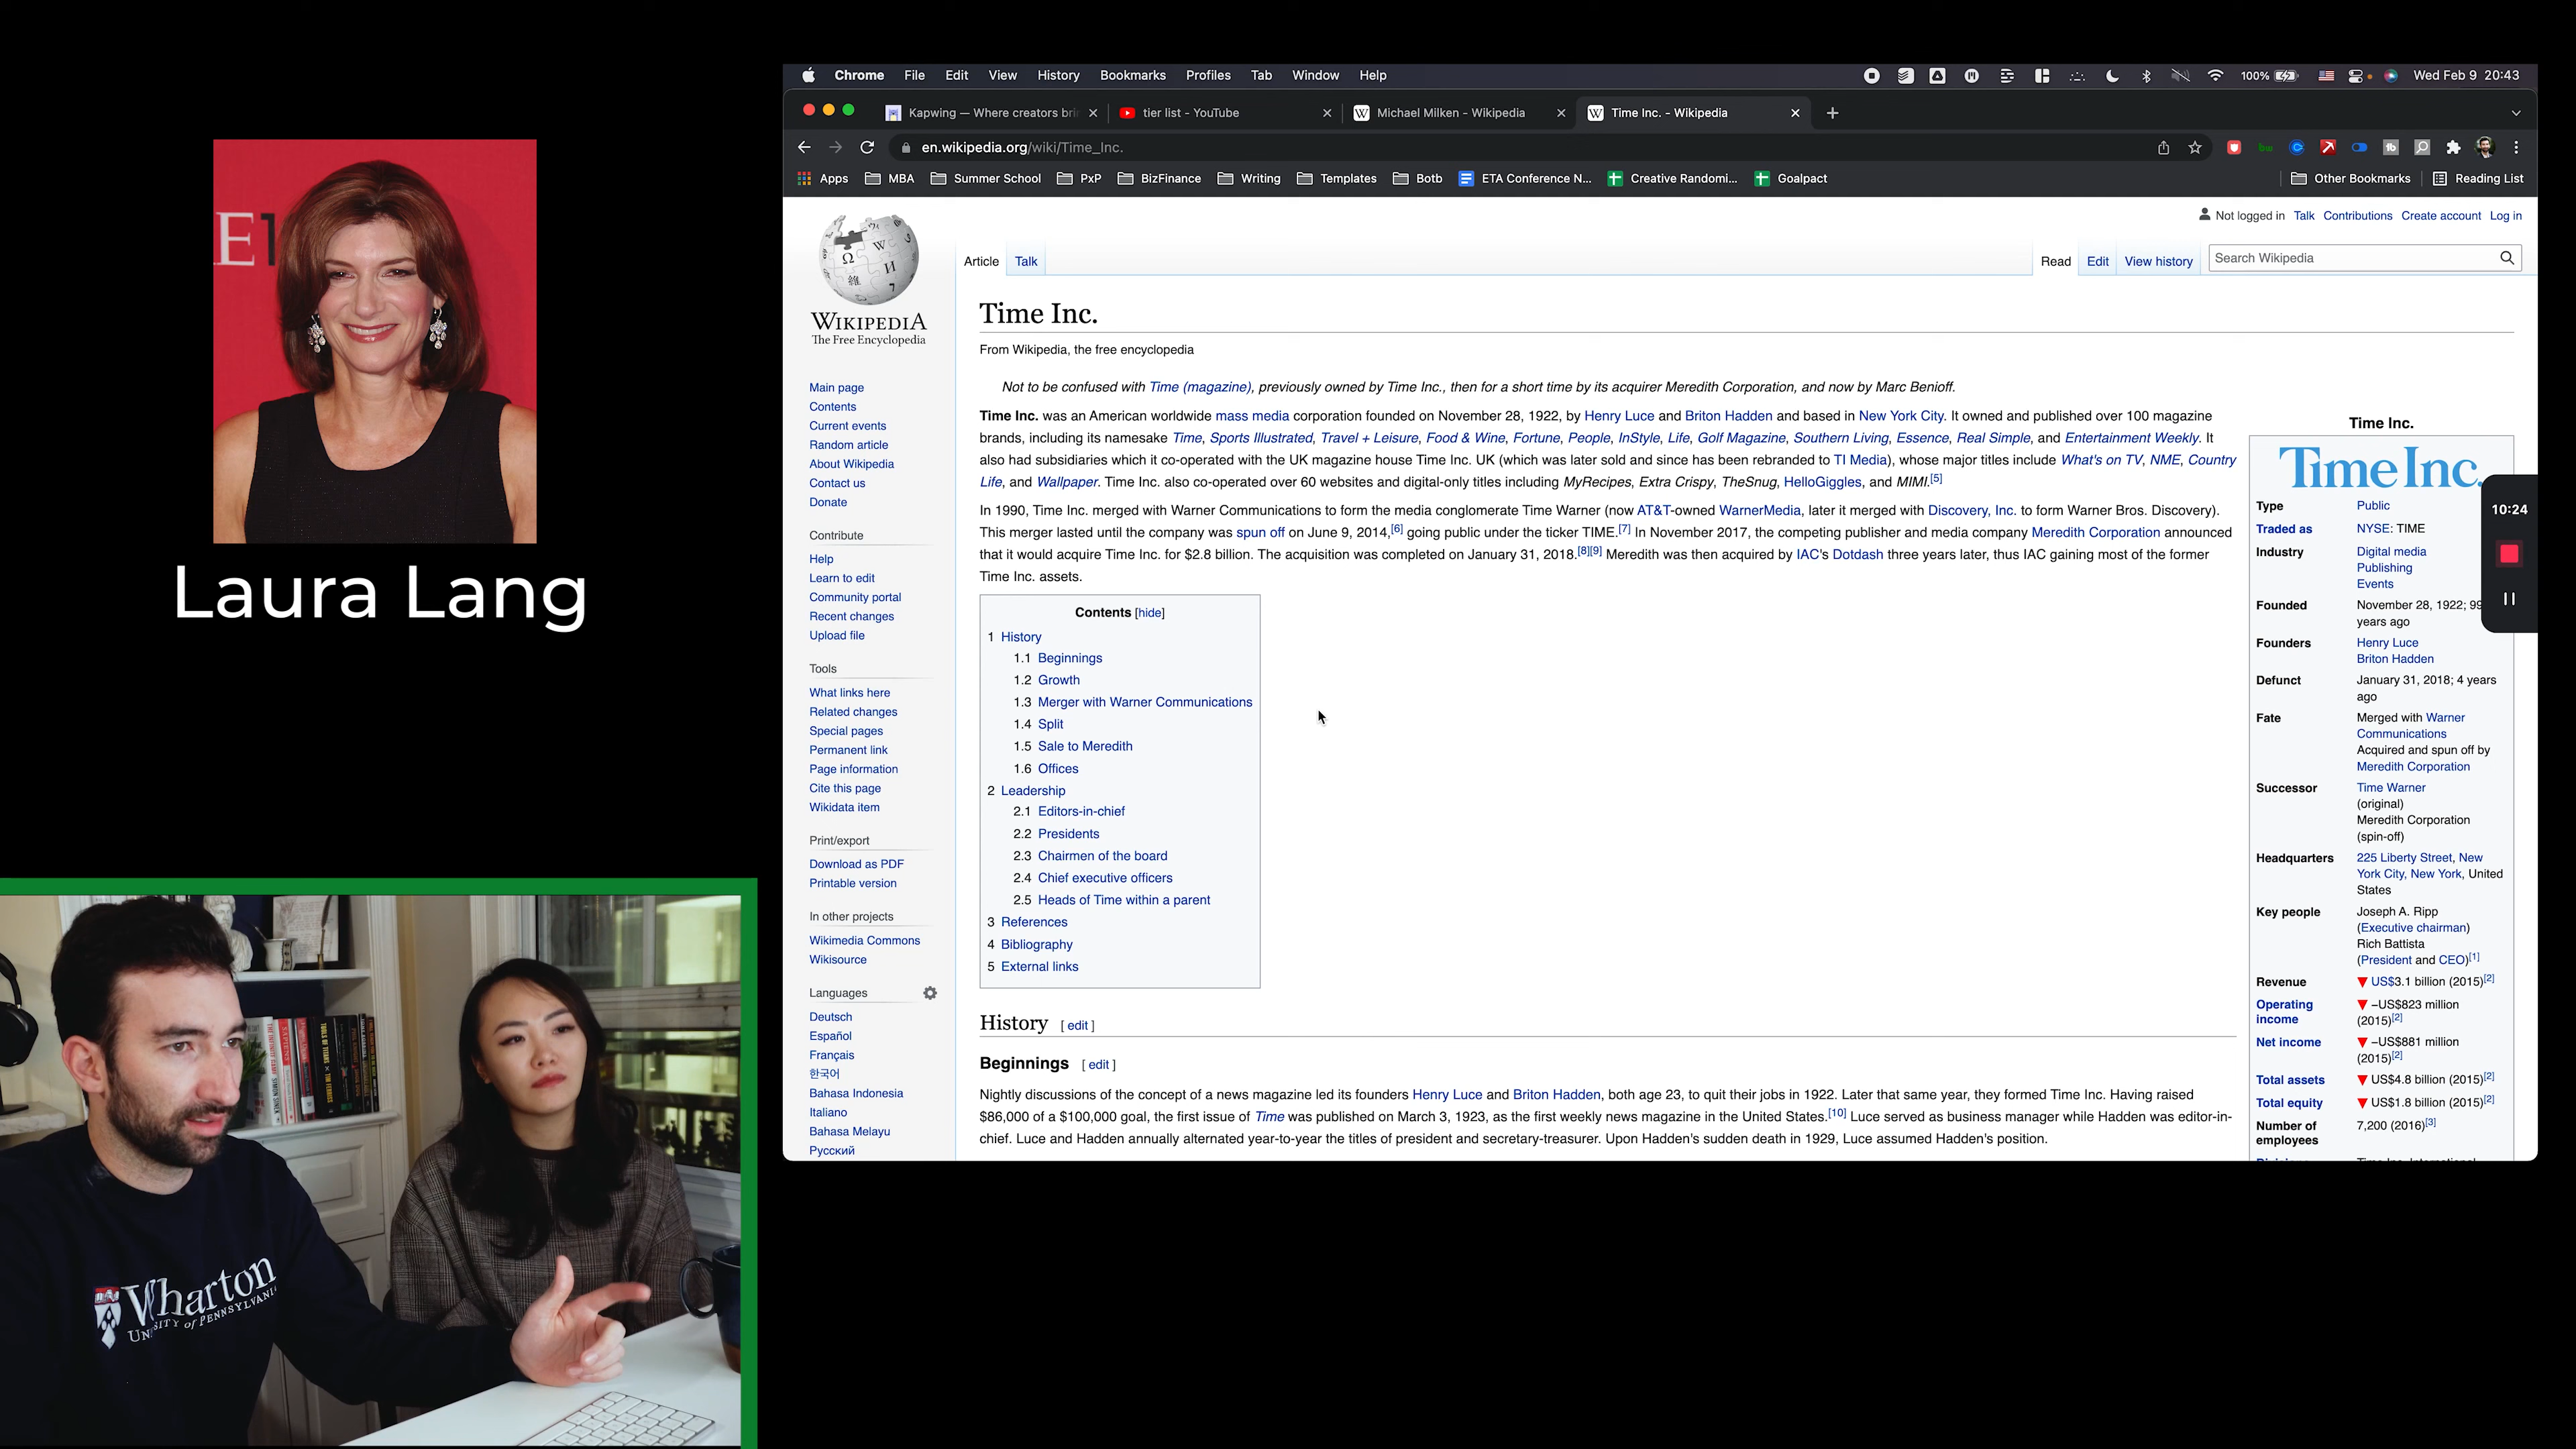 E1
Laura Lang
Chrome File Edit View History Bookmarks Profiles Tab Window Help
100% Wed Feb 9 20:43
Kapwing — Where creators bri
tier list - YouTube
Michael Milken - Wikipedia
Time Inc. - Wikipedia
en.wikipedia.org/wiki/Time_Inc.
Apps MBA Summer School PxP BizFinance Writing Templates Botb ETA Conference N... Creative Randomi... Goalpact
Other Bookmarks Reading List
Not logged in Talk Contributions Create account Log in
Article Talk
Read Edit View history
Search Wikipedia
WIKIPEDIA
The Free Encyclopedia
Main page
Contents
Current events
Random article
About Wikipedia
Contact us
Donate
Contribute
Help
Learn to edit
Community portal
Recent changes
Upload file
Tools
What links here
Related changes
Special pages
Permanent link
Page information
Cite this page
Wikidata item
Print/export
Download as PDF
Printable version
In other projects
Wikimedia Commons
Wikisource
Languages
Deutsch
Español
Français
한국어
Bahasa Indonesia
Italiano
Bahasa Melayu
Русский
Time Inc.
From Wikipedia, the free encyclopedia
Not to be confused with Time (magazine), previously owned by Time Inc., then for a short time by its acquirer Meredith Corporation, and now by Marc Benioff.
Time Inc. was an American worldwide mass media corporation founded on November 28, 1922, by Henry Luce and Briton Hadden and based in New York City. It owned and published over 100 magazine
brands, including its namesake Time, Sports Illustrated, Travel + Leisure, Food & Wine, Fortune, People, InStyle, Life, Golf Magazine, Southern Living, Essence, Real Simple, and Entertainment Weekly. It
also had subsidiaries which it co-operated with the UK magazine house Time Inc. UK (which was later sold and since has been rebranded to TI Media), whose major titles include What's on TV, NME, Country
Life, and Wallpaper. Time Inc. also co-operated over 60 websites and digital-only titles including MyRecipes, Extra Crispy, TheSnug, HelloGiggles, and MIMI.[5]
In 1990, Time Inc. merged with Warner Communications to form the media conglomerate Time Warner (now AT&T-owned WarnerMedia, later it merged with Discovery, Inc. to form Warner Bros. Discovery).
This merger lasted until the company was spun off on June 9, 2014,[6] going public under the ticker TIME.[7] In November 2017, the competing publisher and media company Meredith Corporation announced
that it would acquire Time Inc. for $2.8 billion. The acquisition was completed on January 31, 2018.[8][9] Meredith was then acquired by IAC's Dotdash three years later, thus IAC gaining most of the former
Time Inc. assets.
Contents [hide]
1 History
1.1 Beginnings
1.2 Growth
1.3 Merger with Warner Communications
1.4 Split
1.5 Sale to Meredith
1.6 Offices
2 Leadership
2.1 Editors-in-chief
2.2 Presidents
2.3 Chairmen of the board
2.4 Chief executive officers
2.5 Heads of Time within a parent
3 References
4 Bibliography
5 External links
History [ edit ]
Beginnings [ edit ]
Nightly discussions of the concept of a news magazine led its founders Henry Luce and Briton Hadden, both age 23, to quit their jobs in 1922. Later that same year, they formed Time Inc. Having raised
$86,000 of a $100,000 goal, the first issue of Time was published on March 3, 1923, as the first weekly news magazine in the United States.[10] Luce served as business manager while Hadden was editor-in-
chief. Luce and Hadden annually alternated year-to-year the titles of president and secretary-treasurer. Upon Hadden's sudden death in 1929, Luce assumed Hadden's position.
Time Inc.
Time Inc.
Type Public
Traded as NYSE: TIME
Industry Digital media
Publishing
Events
Founded November 28, 1922; 99
years ago
Founders Henry Luce
Briton Hadden
Defunct January 31, 2018; 4 years
ago
Fate Merged with Warner
Communications
Acquired and spun off by
Meredith Corporation
Successor Time Warner
(original)
Meredith Corporation
(spin-off)
Headquarters 225 Liberty Street, New
York City, New York, United
States
Key people Joseph A. Ripp
(Executive chairman)
Rich Battista
(President and CEO)[1]
Revenue ▼ US$3.1 billion (2015)[2]
Operating income ▼ −US$823 million
(2015)[2]
Net income ▼ −US$881 million
(2015)[2]
Total assets ▼ US$4.8 billion (2015)[2]
Total equity ▼ US$1.8 billion (2015)[2]
Number of employees 7,200 (2016)[3]
10:24
Wharton
UNIVERSITY of PENNSYLVANIA